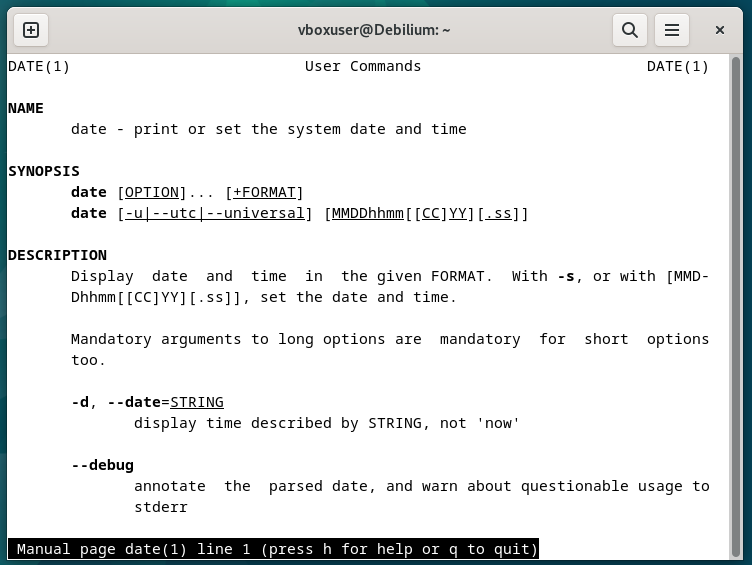 vboxuser@Debilium: ~
DATE(1) User Commands DATE(1)
NAME
date - print or set the system date and time
SYNOPSIS
date [OPTION]... [+FORMAT]
date [-u|--utc|--universal] [MMDDhhmm[[CC]YY][.ss]]
DESCRIPTION
Display date and time in the given FORMAT. With -s, or with [MMD-
Dhhmm[[CC]YY][.ss]], set the date and time.
Mandatory arguments to long options are mandatory for short options
too.
-d, --date=STRING
display time described by STRING, not 'now'
--debug
annotate the parsed date, and warn about questionable usage to
stderr
Manual page date(1) line 1 (press h for help or q to quit)